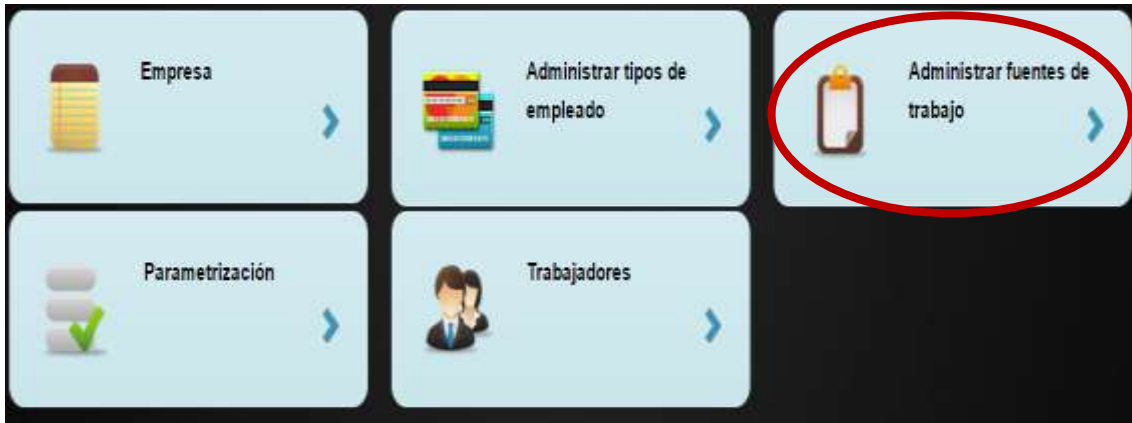 Empresa
Administrar tipos de
empleado
Administrar fuentes de
trabajo
Parametrización
Trabajadores